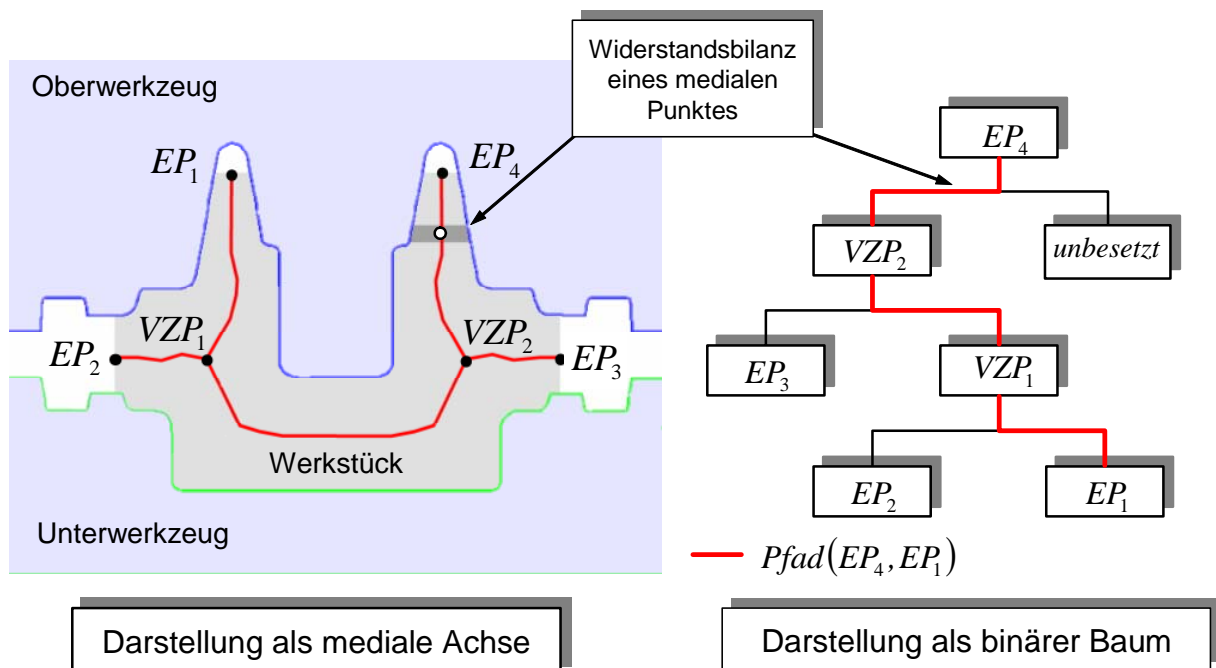 Widerstandsbilanz
eines medialen
Punktes
Oberwerkzeug
EP₁
EP₄
VZP₁
VZP₂
EP₂
EP₃
Werkstück
Unterwerkzeug
Darstellung als mediale Achse
EP₄
VZP₂
unbesetzt
EP₃
VZP₁
EP₂
EP₁
Pfad(EP₄, EP₁)
Darstellung als binärer Baum